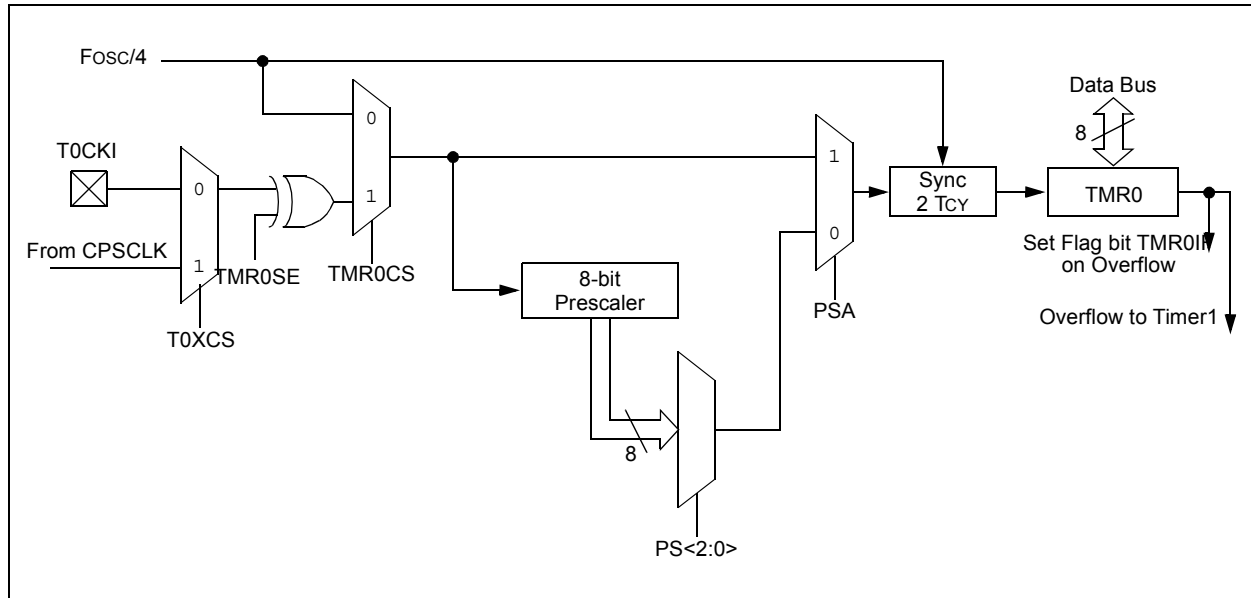 FOSC/4
Data Bus
8
T0CKI
0
1
0
1
0
1
0
Sync
2 TCY
TMR0
From CPSCLK
TMR0SE
TMR0CS
T0XCS
8-bit
Prescaler
PSA
Set Flag bit TMR0IF
on Overflow
Overflow to Timer1
8
PS<2:0>